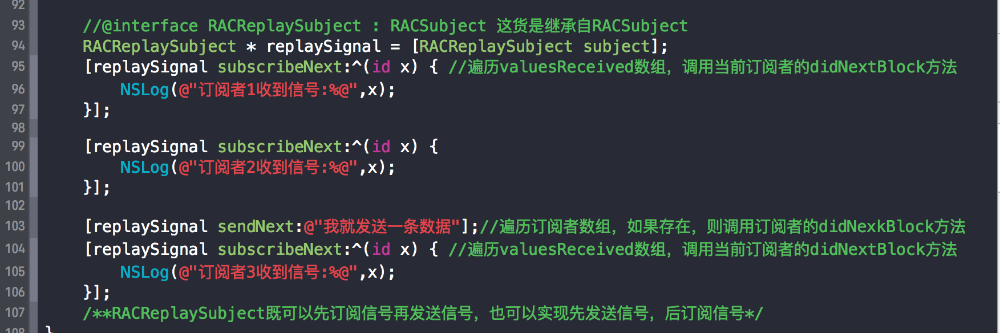 92
93 //@interface RACReplaySubject : RACSubject 这货是继承自RACSubject
94 RACReplaySubject * replaySignal = [RACReplaySubject subject];
95 [replaySignal subscribeNext:^(id x) { //遍历valuesReceived数组，调用当前订阅者的didNextBlock方法
96 NSLog(@"订阅者1收到信号:%@",x);
97 }];
98
99 [replaySignal subscribeNext:^(id x) {
100 NSLog(@"订阅者2收到信号:%@",x);
101 }];
102
103 [replaySignal sendNext:@"我就发送一条数据"];//遍历订阅者数组，如果存在，则调用订阅者的didNexkBlock方法
104 [replaySignal subscribeNext:^(id x) { //遍历valuesReceived数组，调用当前订阅者的didNextBlock方法
105 NSLog(@"订阅者3收到信号:%@",x);
106 }];
107 /**RACReplaySubject既可以先订阅信号再发送信号，也可以实现先发送信号，后订阅信号*/
108 }